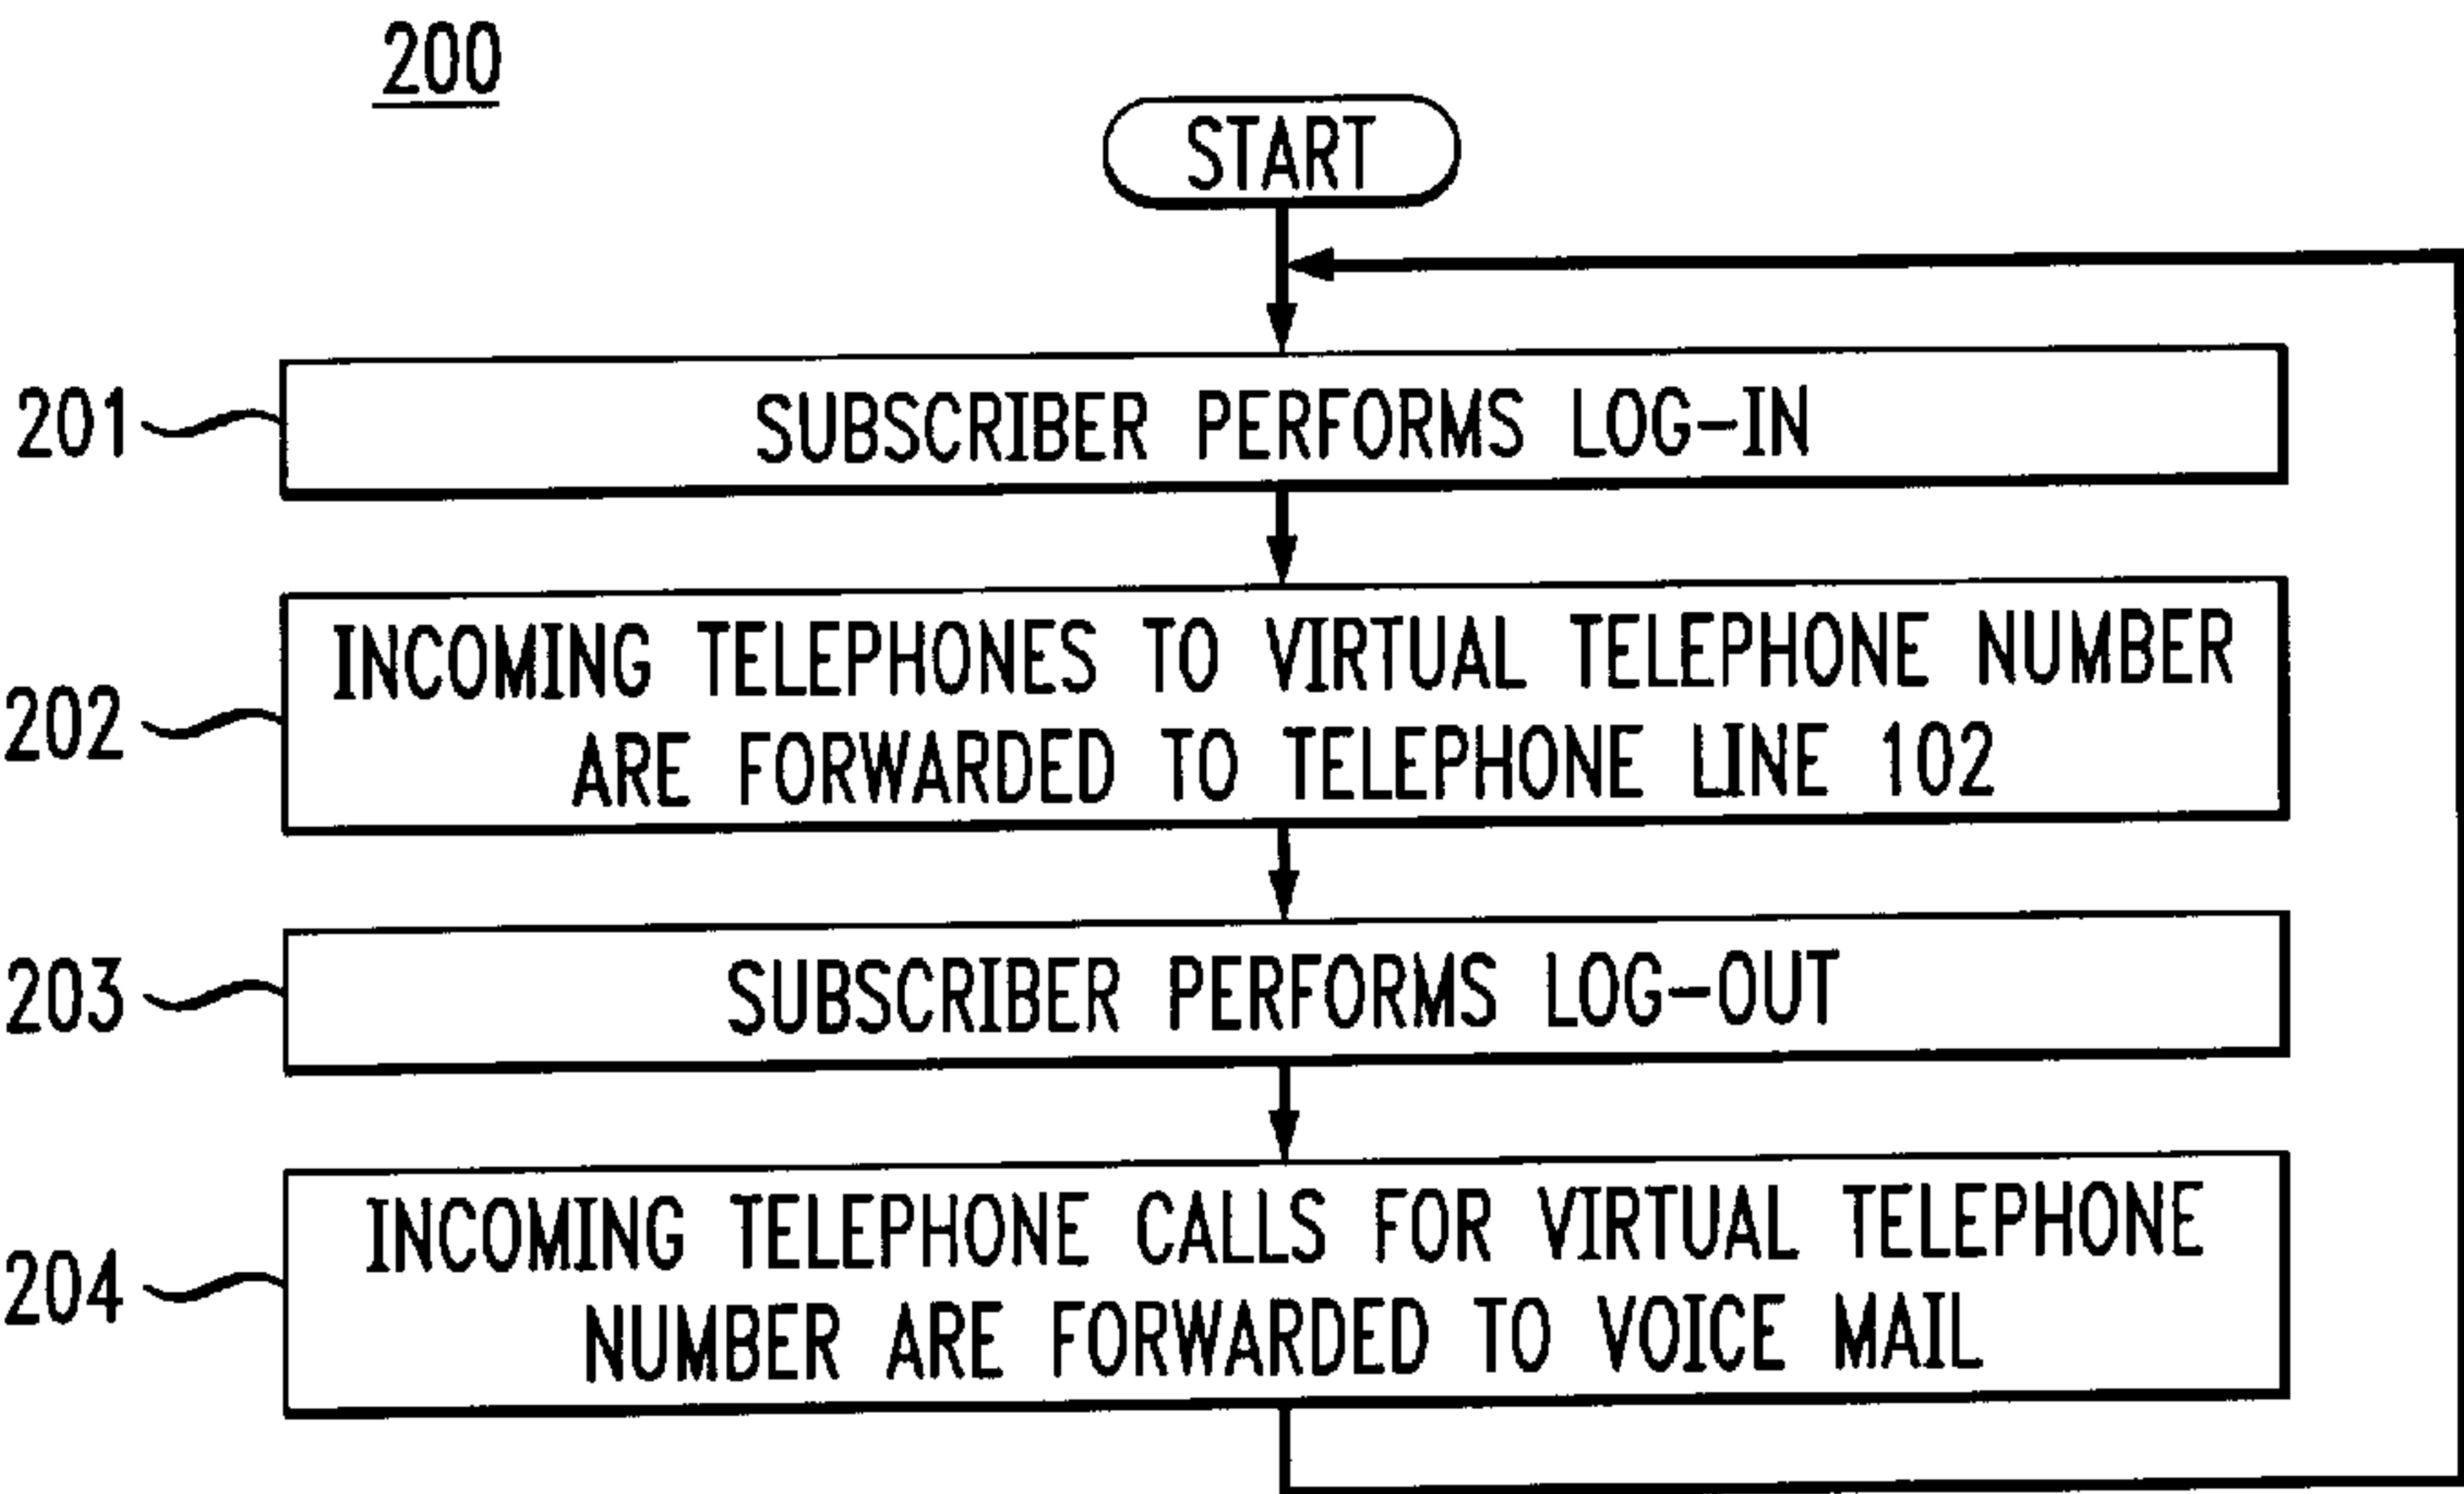 200
START
201
SUBSCRIBER PERFORMS LOG-IN
202
INCOMING TELEPHONES TO VIRTUAL TELEPHONE NUMBER
ARE FORWARDED TO TELEPHONE LINE 102
203
SUBSCRIBER PERFORMS LOG-OUT
204
INCOMING TELEPHONE CALLS FOR VIRTUAL TELEPHONE
NUMBER ARE FORWARDED TO VOICE MAIL